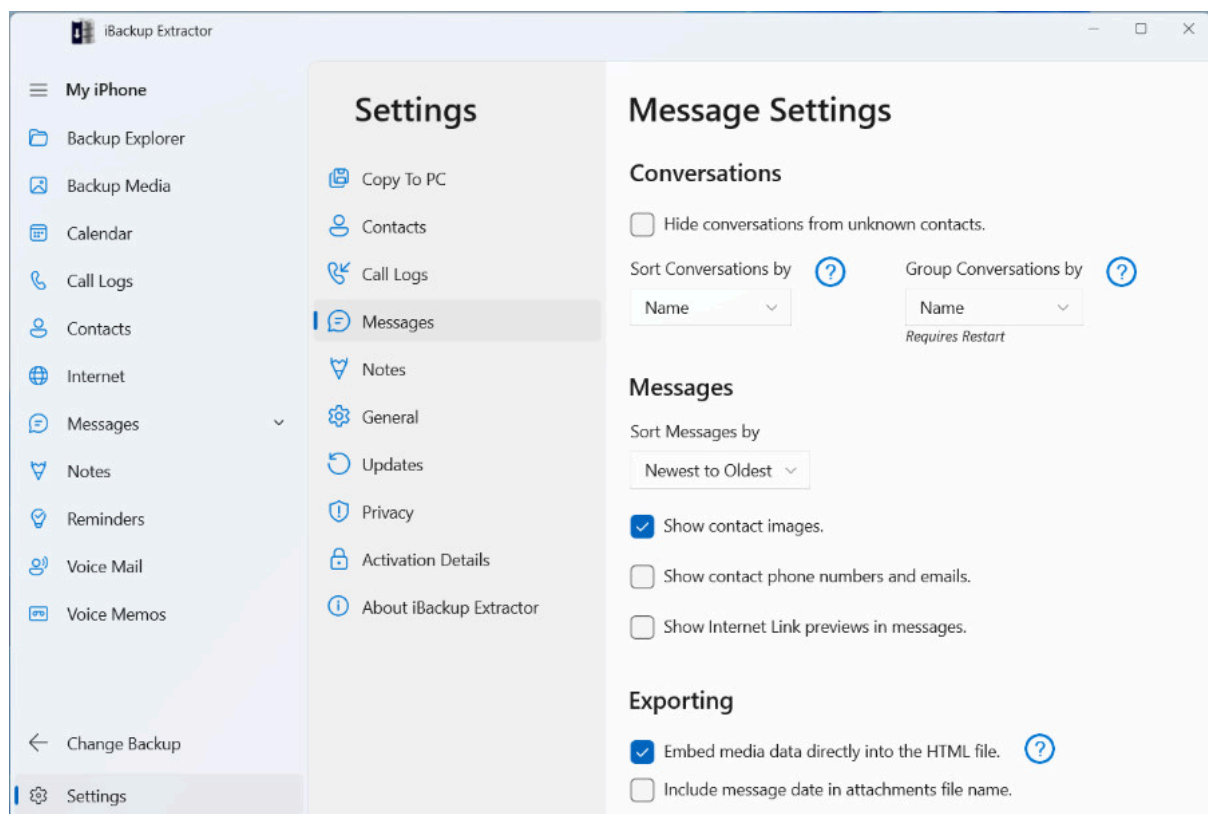 iBackup Extractor
My iPhone
Backup Explorer
Backup Media
Calendar
Call Logs
Contacts
Internet
Messages
Notes
Reminders
Voice Mail
Voice Memos
Change Backup
Settings
Settings
Copy To PC
Contacts
Call Logs
Messages
Notes
General
Updates
Privacy
Activation Details
About iBackup Extractor
Message Settings
Conversations
Hide conversations from unknown contacts.
Sort Conversations by ? Group Conversations by ?
Name Name
Requires Restart
Messages
Sort Messages by
Newest to Oldest
Show contact images.
Show contact phone numbers and emails.
Show Internet Link previews in messages.
Exporting
Embed media data directly into the HTML file. ?
Include message date in attachments file name.